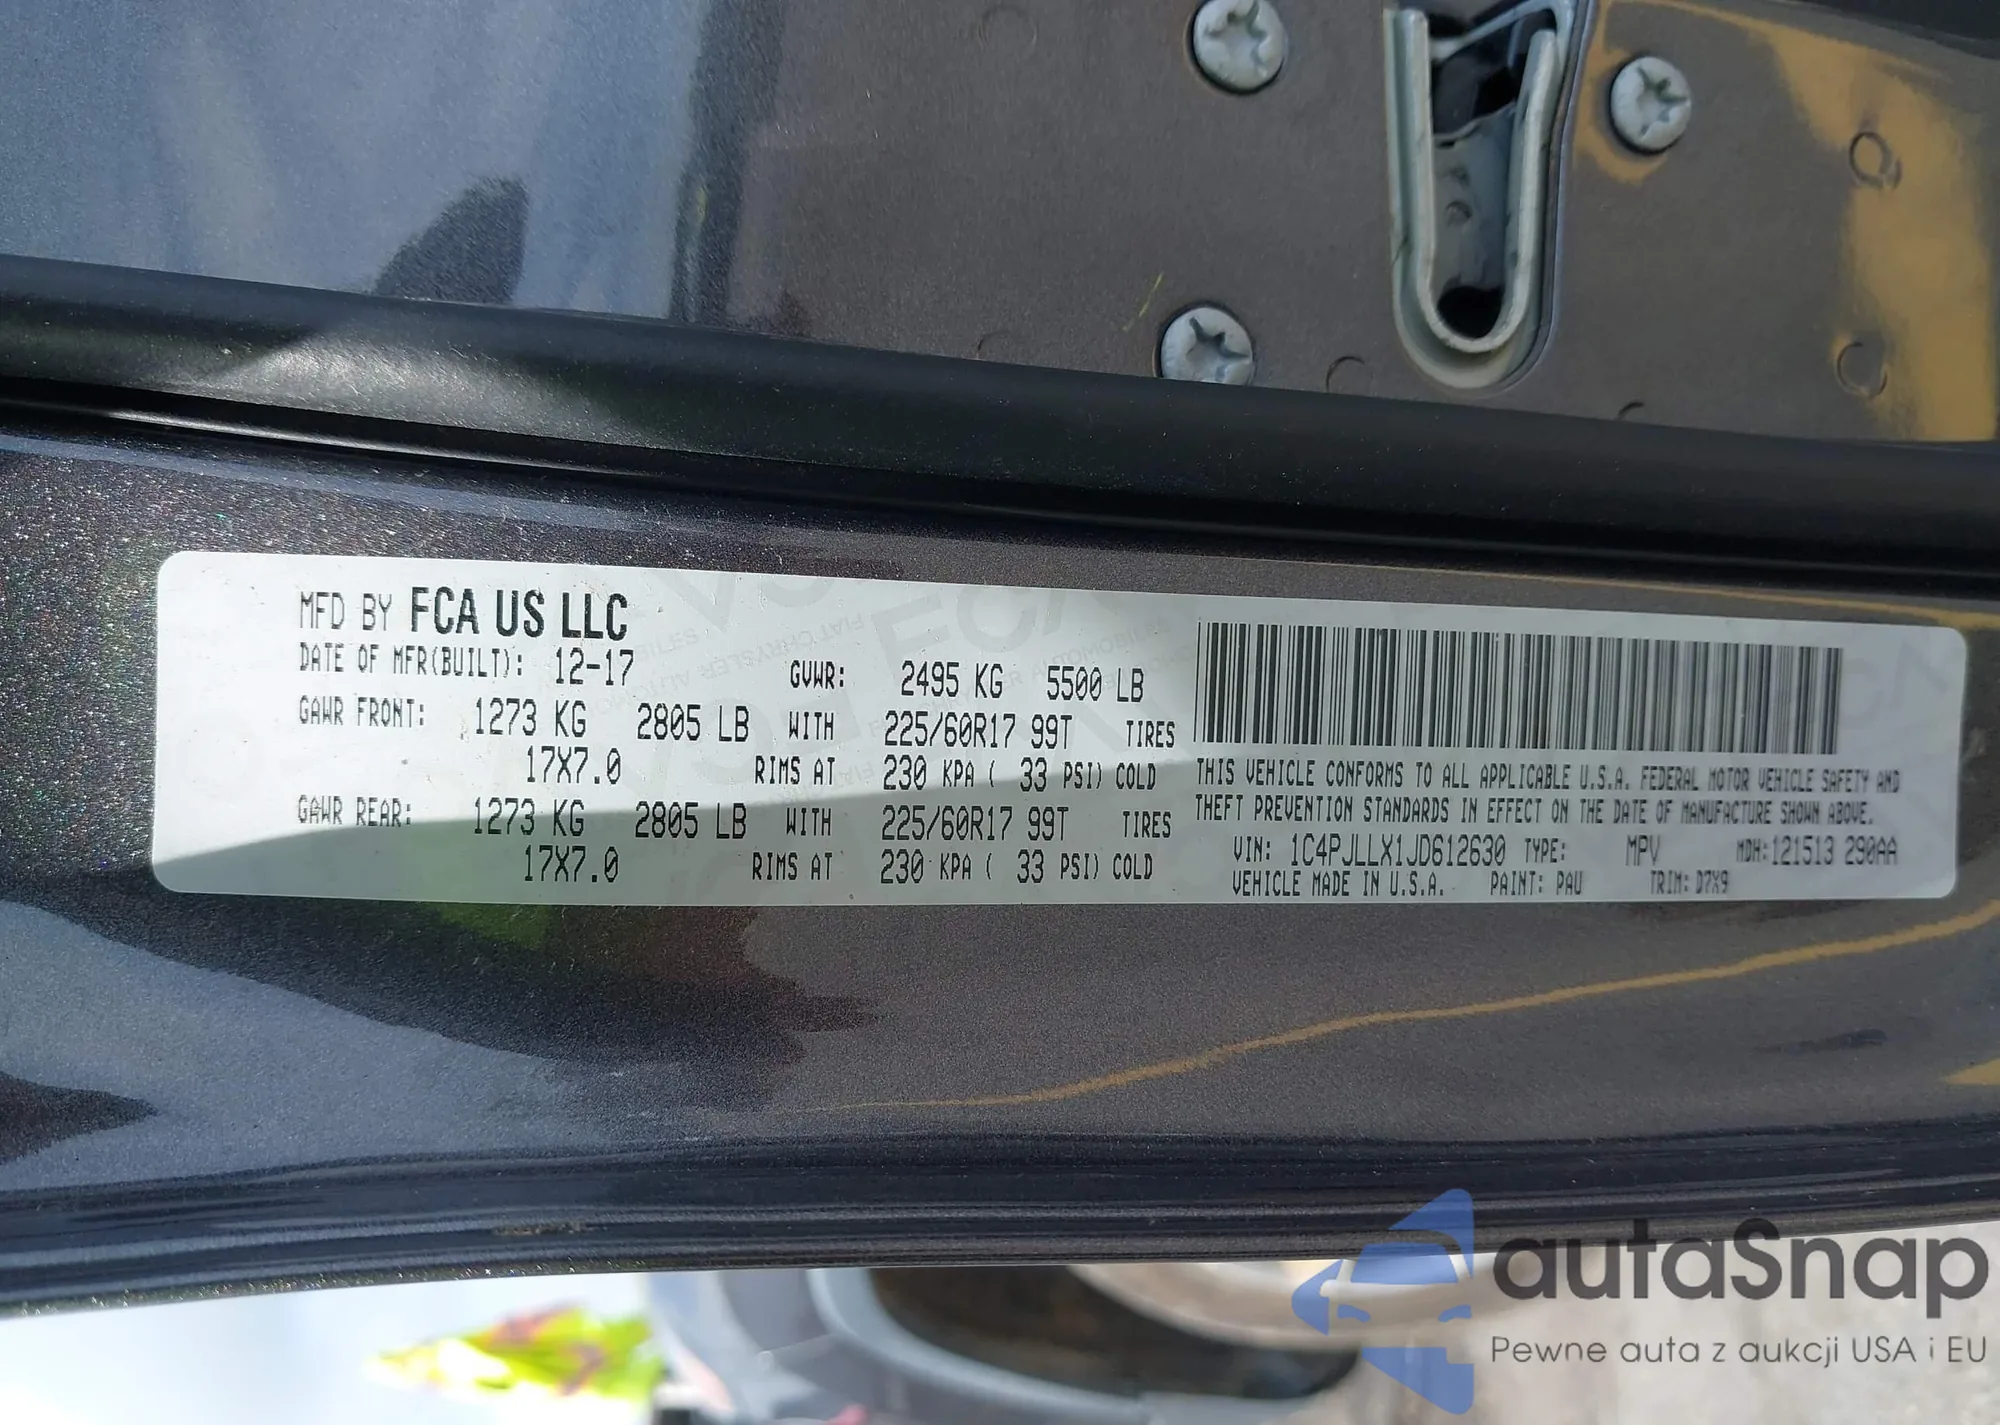 MFD BY FCA US LLC
DATE OF MFR(BUILT): 12-17 GVWR: 2495 KG 5500 LB
GAWR FRONT: 1273 KG 2805 LB WITH 225/60R17 99T TIRES
17X7.0 RIMS AT 230 KPA ( 33 PSI) COLD
GAWR REAR: 1273 KG 2805 LB WITH 225/60R17 99T TIRES
17X7.0 RIMS AT 230 KPA ( 33 PSI) COLD
THIS VEHICLE CONFORMS TO ALL APPLICABLE U.S.A. FEDERAL MOTOR VEHICLE SAFETY AND
THEFT PREVENTION STANDARDS IN EFFECT ON THE DATE OF MANUFACTURE SHOWN ABOVE.
VIN: 1C4PJLLX1JD612630 TYPE: MPV MDH: 121513 290AA
VEHICLE MADE IN U.S.A. PAINT: PAU TRIM: D7X9
autoSnap
Pewne auta z aukcji USA i EU